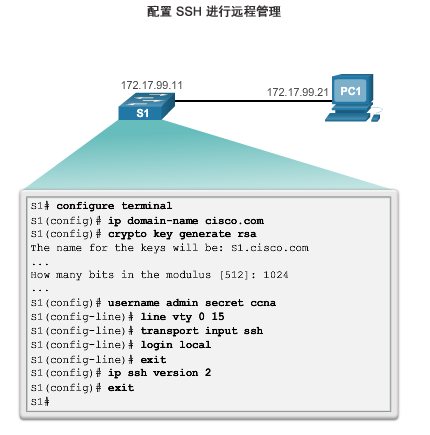 配置 SSH 进行远程管理
172.17.99.11
172.17.99.21
PC1
S1
S1# configure terminal
S1(config)# ip domain-name cisco.com
S1(config)# crypto key generate rsa
The name for the keys will be: S1.cisco.com
...
How many bits in the modulus [512]: 1024
...
S1(config)# username admin secret ccna
S1(config-line)# line vty 0 15
S1(config-line)# transport input ssh
S1(config-line)# login local
S1(config-line)# exit
S1(config)# ip ssh version 2
S1(config)# exit
S1#